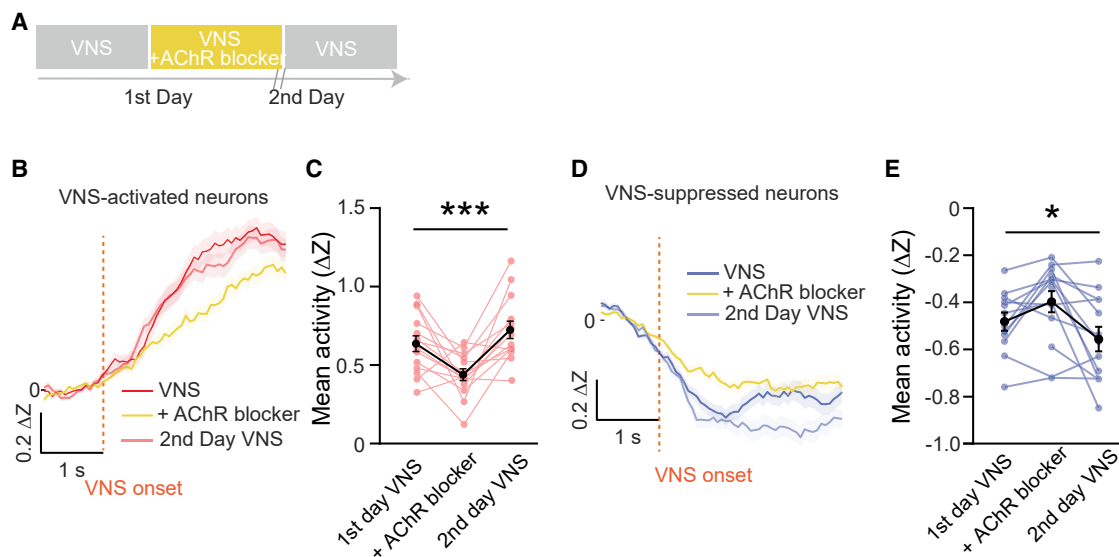 A
VNS
VNS
+AChR blocker
VNS
1st Day
2nd Day
B
VNS-activated neurons
0
0.2 ΔZ
1 s
VNS onset
VNS
+ AChR blocker
2nd Day VNS
C
***
Mean activity (ΔZ)
1.5
1.0
0.5
0
1st day VNS
+ AChR blocker
2nd day VNS
D
VNS-suppressed neurons
VNS
+ AChR blocker
2nd Day VNS
0
0.2 ΔZ
1 s
VNS onset
E
*
Mean activity (ΔZ)
0
-0.2
-0.4
-0.6
-0.8
-1.0
1st day VNS
+ AChR blocker
2nd day VNS